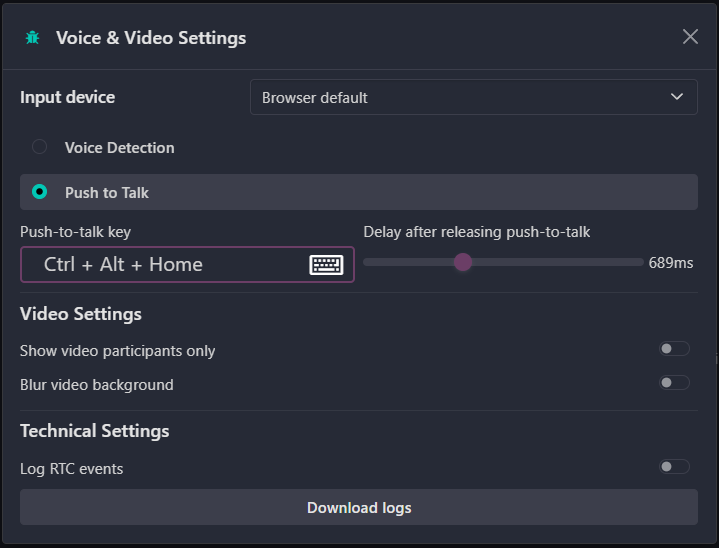 Voice & Video Settings
Input device
Browser default
Voice Detection
Push to Talk
Push-to-talk key
Delay after releasing push-to-talk
Ctrl + Alt + Home
689ms
Video Settings
Show video participants only
Blur video background
Technical Settings
Log RTC events
Download logs